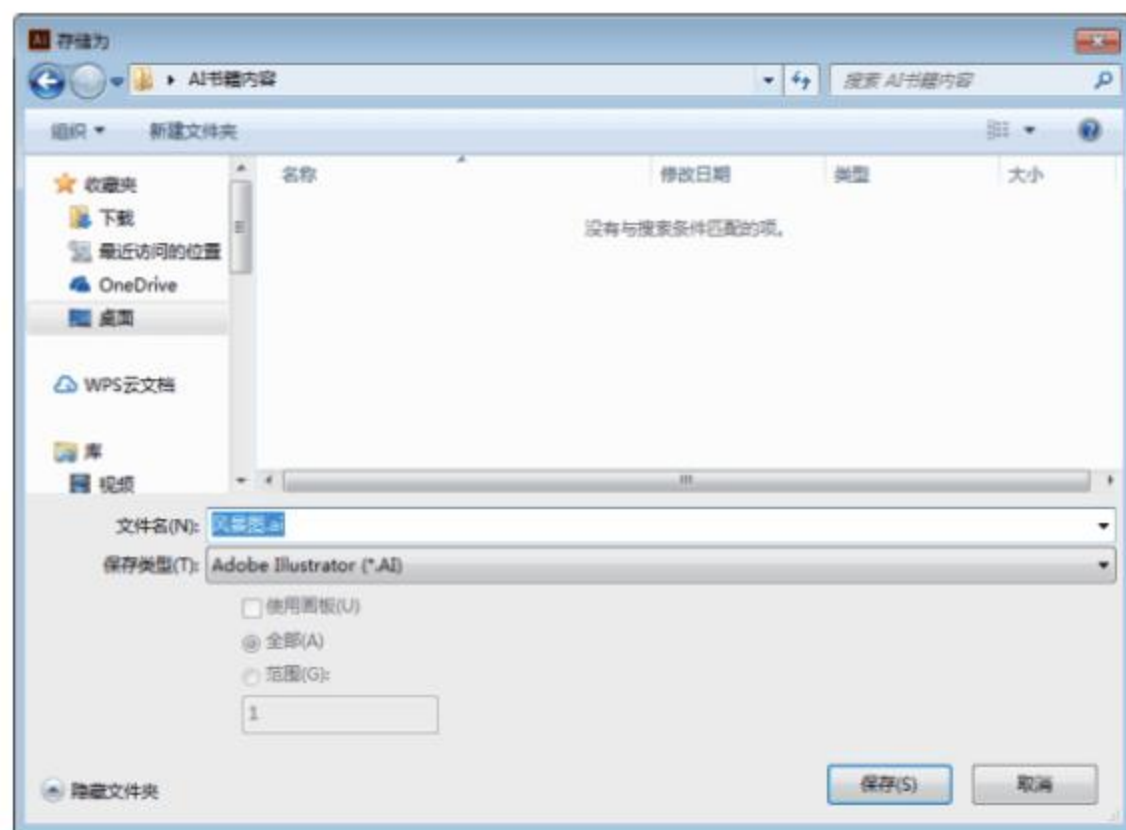 Ai 存储为
AI书籍内容 搜索 AI书籍内容
组织 新建文件夹
名称 修改日期 类型 大小
没有与搜索条件匹配的项。
收藏夹
下载
最近访问的位置
OneDrive
桌面
WPS云文档
库
视频
文件名(N): 风景图.ai
保存类型(T): Adobe Illustrator (*.AI)
使用画板(U)
全部(A)
范围(G):
1
隐藏文件夹 保存(S) 取消